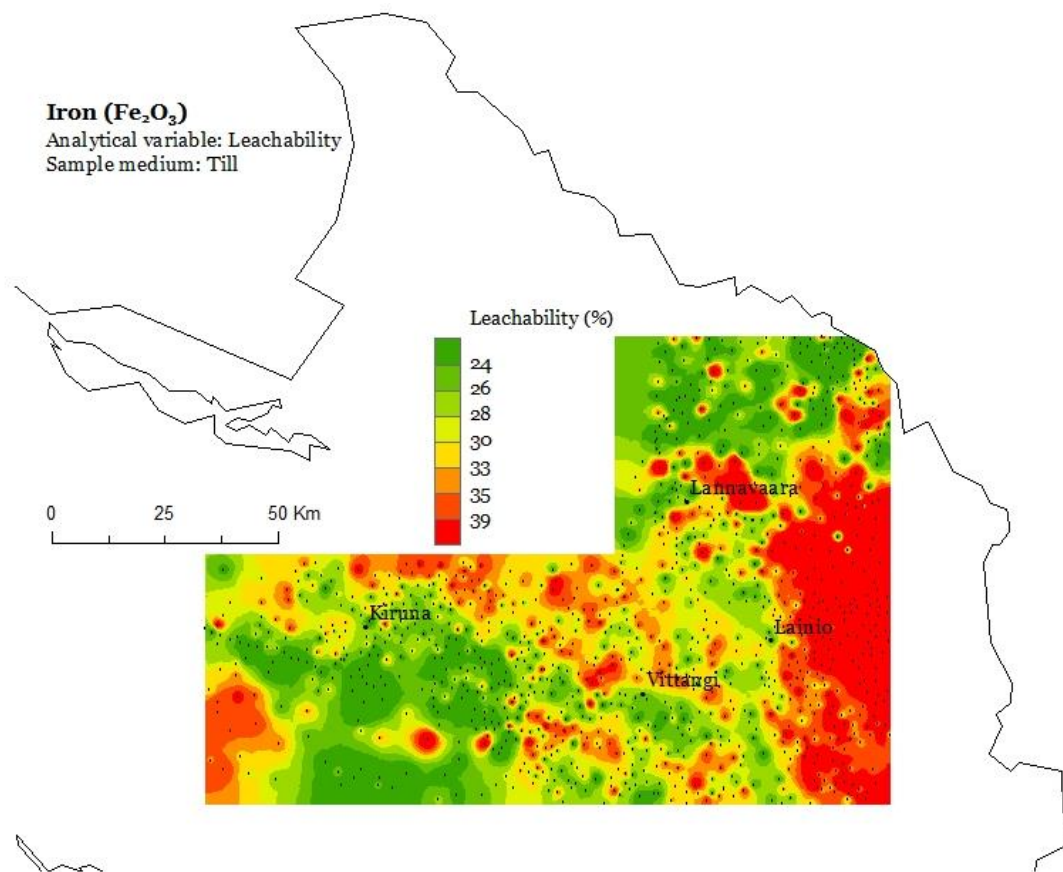 Iron (Fe₂O₃)
Analytical variable: Leachability
Sample medium: Till
Leachability (%)
24
26
28
30
33
35
39
0 25 50 Km
Lannavaara
Kiruna
Lainio
Vittangi